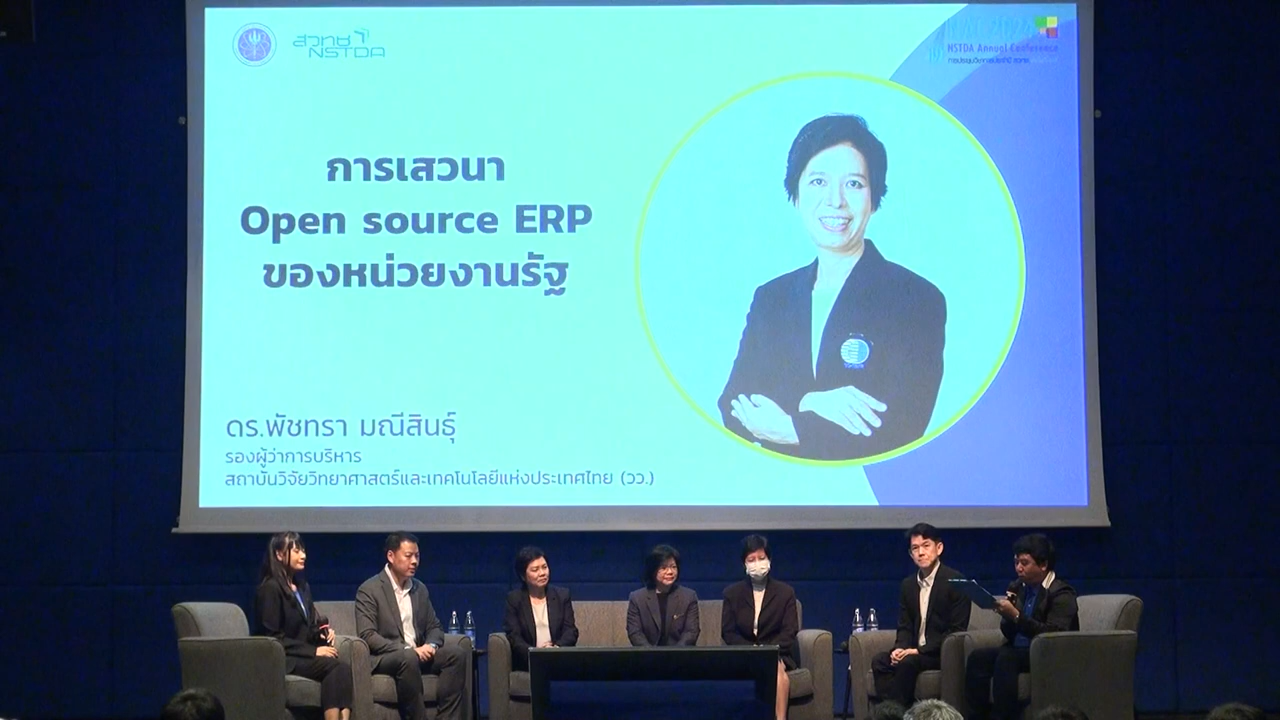 สวทช
NSTDA
NAC 2024
NSTDA Annual Conference
การเสวนา
Open source ERP
ของหน่วยงานรัฐ
ดร.พัชทรา มณีสินธุ์
รองผู้ว่าการบริหาร
สถาบันวิจัยวิทยาศาสตร์และเทคโนโลยีแห่งประเทศไทย (วว.)